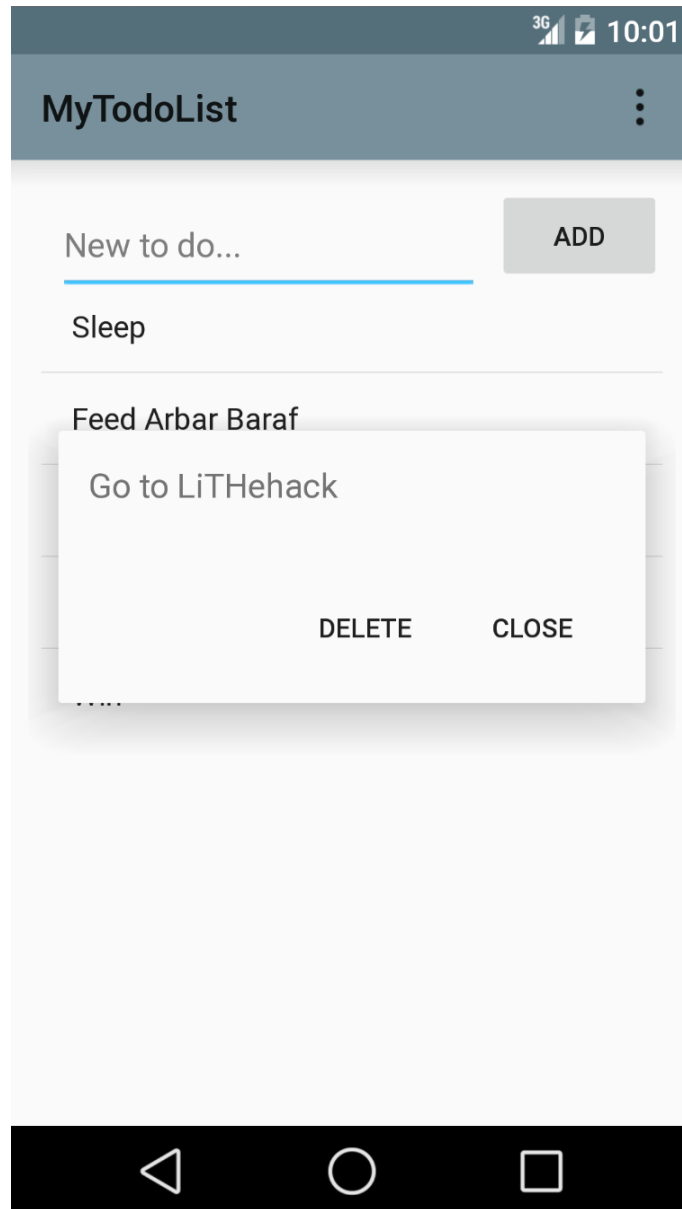 3G 10:01
MyTodoList
New to do...
ADD
Sleep
Feed Arbar Baraf
Go to LiTHehack
DELETE CLOSE